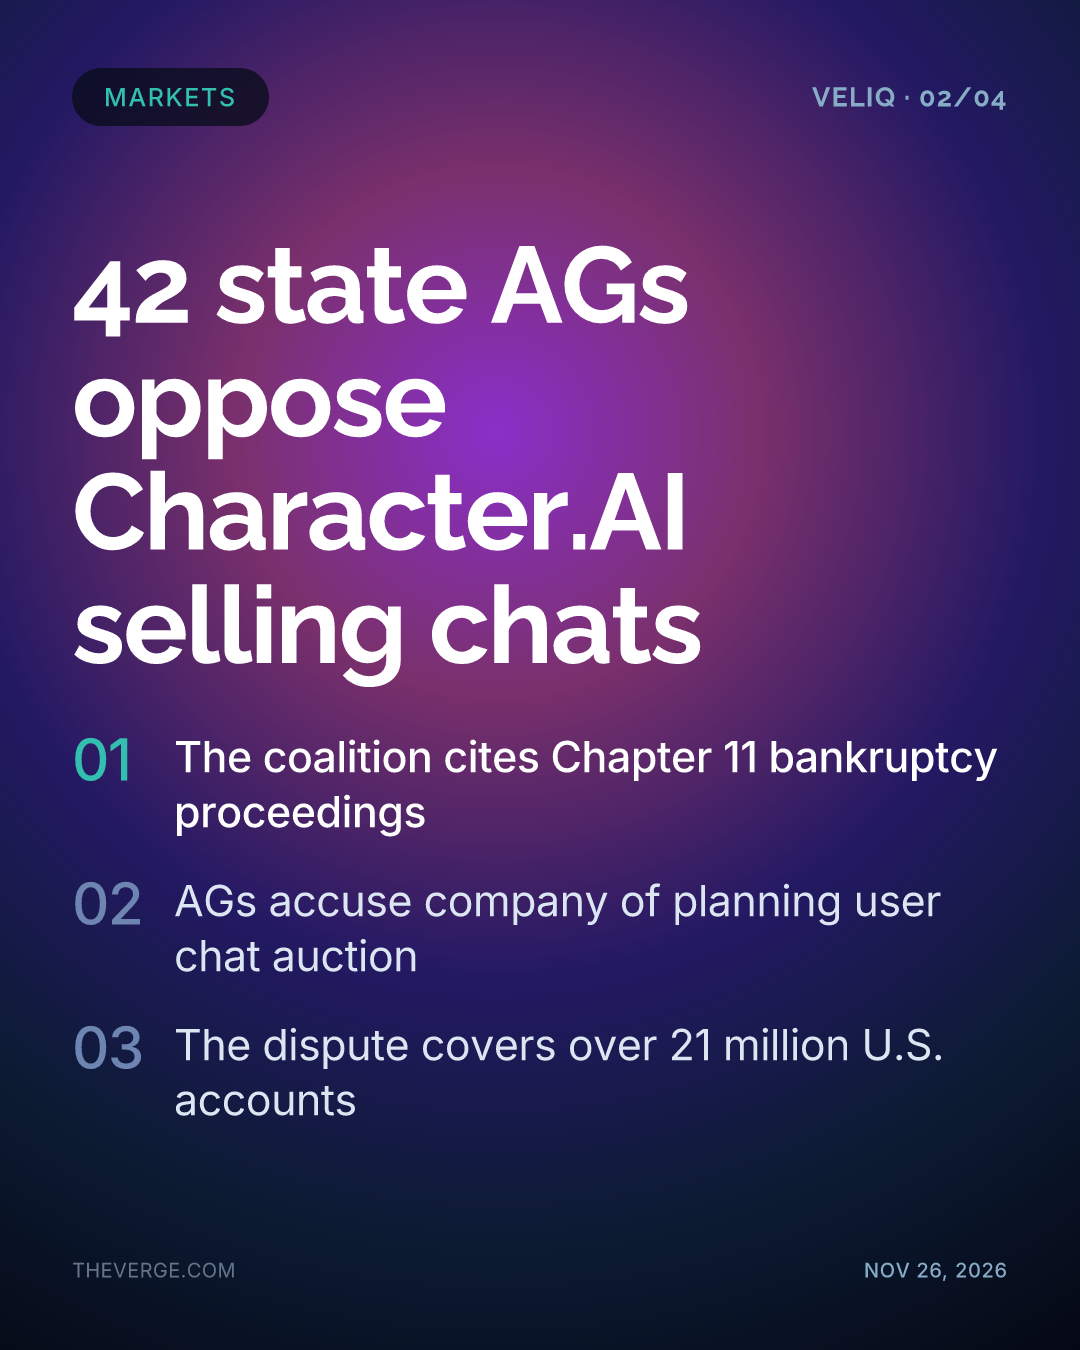 MARKETS
VELIQ · 02/04
42 state AGs
oppose
Character.AI
selling chats
01 The coalition cites Chapter 11 bankruptcy
proceedings
02 AGs accuse company of planning user
chat auction
03 The dispute covers over 21 million U.S.
accounts
THEVERGE.COM
NOV 26, 2026